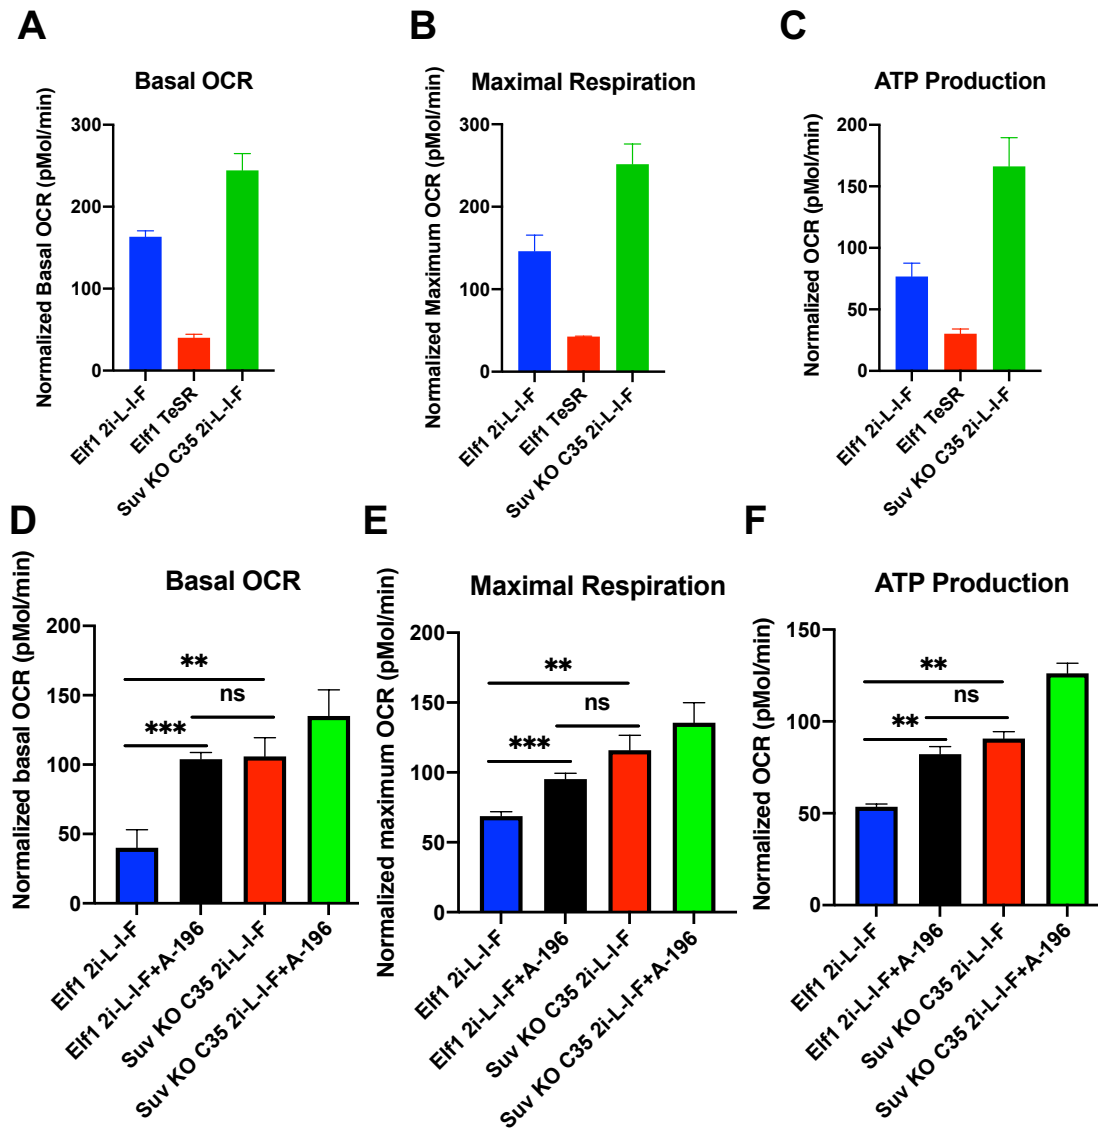 A
Basal OCR
Normalized Basal OCR (pMol/min)
300
200
100
0
Elf1 2i-L-I-F
Elf1 TeSR
Suv KO C35 2i-L-I-F
B
Maximal Respiration
Normalized Maximum OCR (pMol/min)
300
200
100
0
Elf1 2i-L-I-F
Elf1 TeSR
Suv KO C35 2i-L-I-F
C
ATP Production
Normalized OCR (pMol/min)
200
150
100
50
0
Elf1 2i-L-I-F
Elf1 TeSR
Suv KO C35 2i-L-I-F
D
Basal OCR
Normalized basal OCR (pMol/min)
200
150
100
50
0
**
ns
***
Elf1 2i-L-I-F
Elf1 2i-L-I-F+A-196
Suv KO C35 2i-L-I-F
Suv KO C35 2i-L-I-F+A-196
E
Maximal Respiration
Normalized maximum OCR (pMol/min)
200
150
100
50
0
**
ns
***
Elf1 2i-L-I-F
Elf1 2i-L-I-F+A-196
Suv KO C35 2i-L-I-F
Suv KO C35 2i-L-I-F+A-196
F
ATP Production
Normalized OCR (pMol/min)
150
100
50
0
**
ns
**
Elf1 2i-L-I-F
Elf1 2i-L-I-F+A-196
Suv KO C35 2i-L-I-F
Suv KO C35 2i-L-I-F+A-196